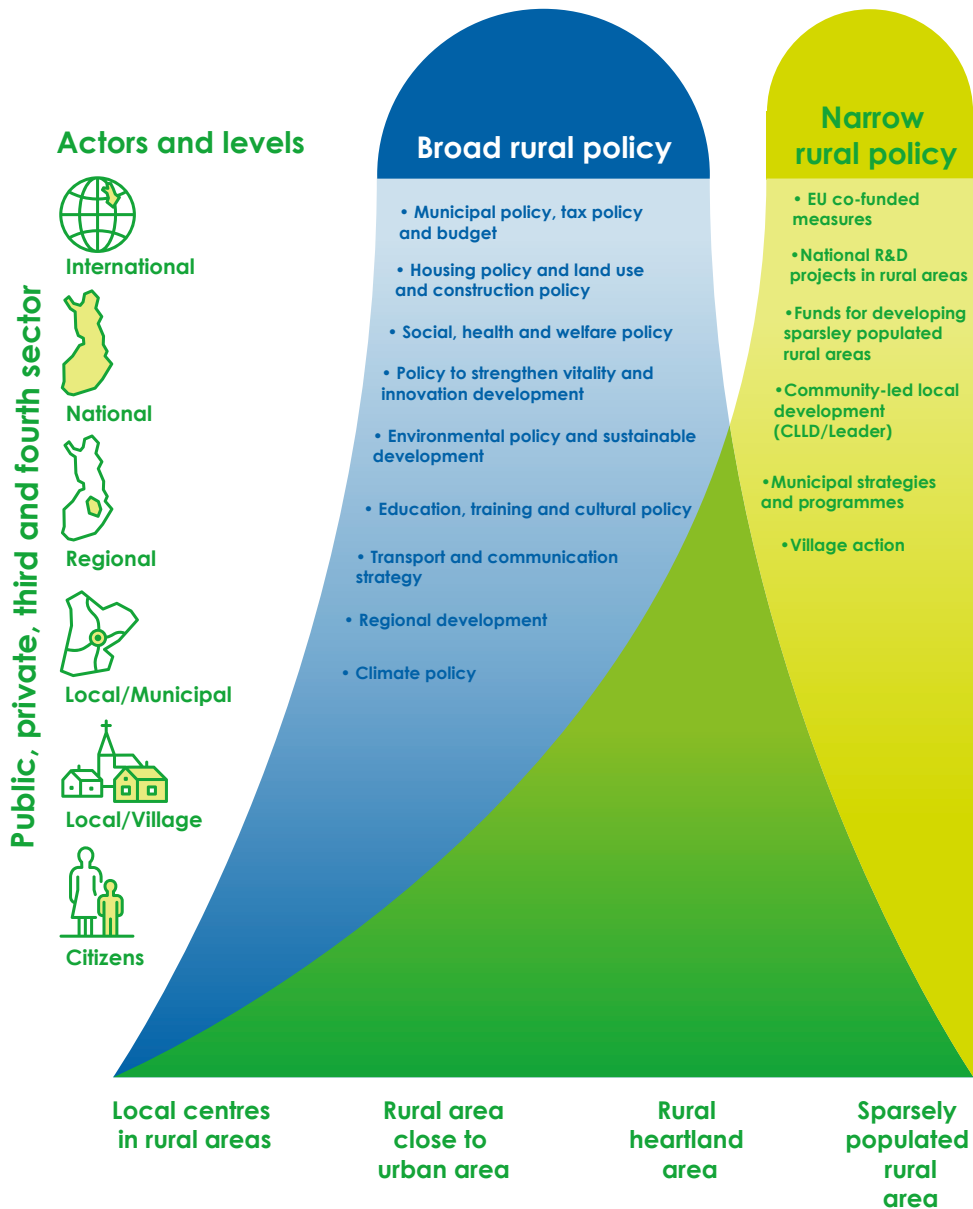 Public, private, third and fourth sector
Actors and levels
International
National
Regional
Local/Municipal
Local/Village
Citizens
Broad rural policy
• Municipal policy, tax policy
and budget
• Housing policy and land use
and construction policy
• Social, health and welfare policy
• Policy to strengthen vitality and
innovation development
• Environmental policy and sustainable
development
• Education, training and cultural policy
• Transport and communication
strategy
• Regional development
• Climate policy
Narrow
rural policy
• EU co-funded
measures
•National R&D
projects in rural areas
•Funds for developing
sparsley populated
rural areas
•Community-led local
development
(CLLD/Leader)
•Municipal strategies
and programmes
•Village action
Local centres
in rural areas
Rural area
close to
urban area
Rural
heartland
area
Sparsely
populated
rural
area